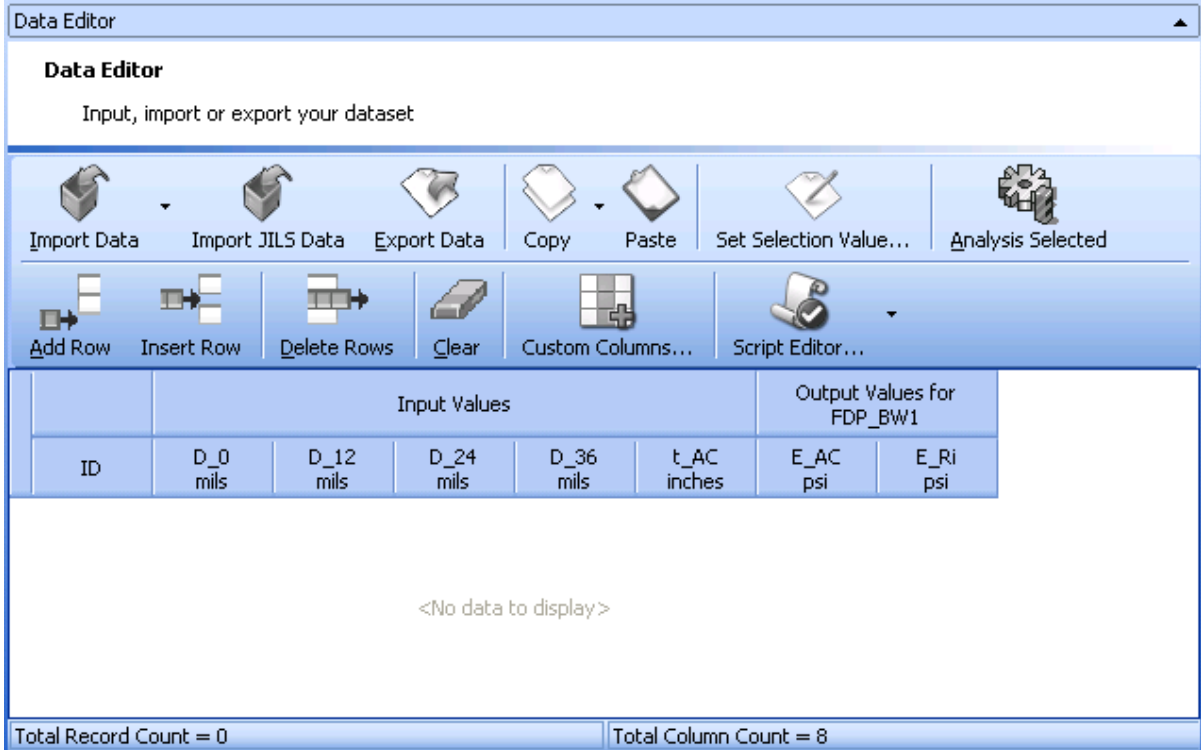 Data Editor
Data Editor
Input, import or export your dataset
Import Data
Import JILS Data
Export Data
Copy
Paste
Set Selection Value...
Analysis Selected
Add Row
Insert Row
Delete Rows
Clear
Custom Columns...
Script Editor...
Input Values
Output Values for
FDP_BW1
ID
D_0
mils
D_12
mils
D_24
mils
D_36
mils
t_AC
inches
E_AC
psi
E_Ri
psi
<No data to display>
Total Record Count = 0
Total Column Count = 8